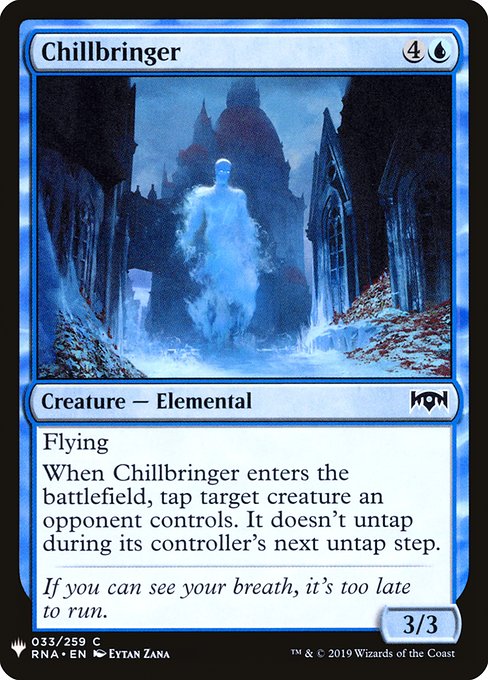 Chillbringer 4
Creature — Elemental
Flying
When Chillbringer enters the
battlefield, tap target creature an
opponent controls. It doesn't untap
during its controller's next untap step.
If you can see your breath, it's too late
to run.
3/3
033/259 C
RNA • EN Eytan Zana
™ & © 2019 Wizards of the Coast